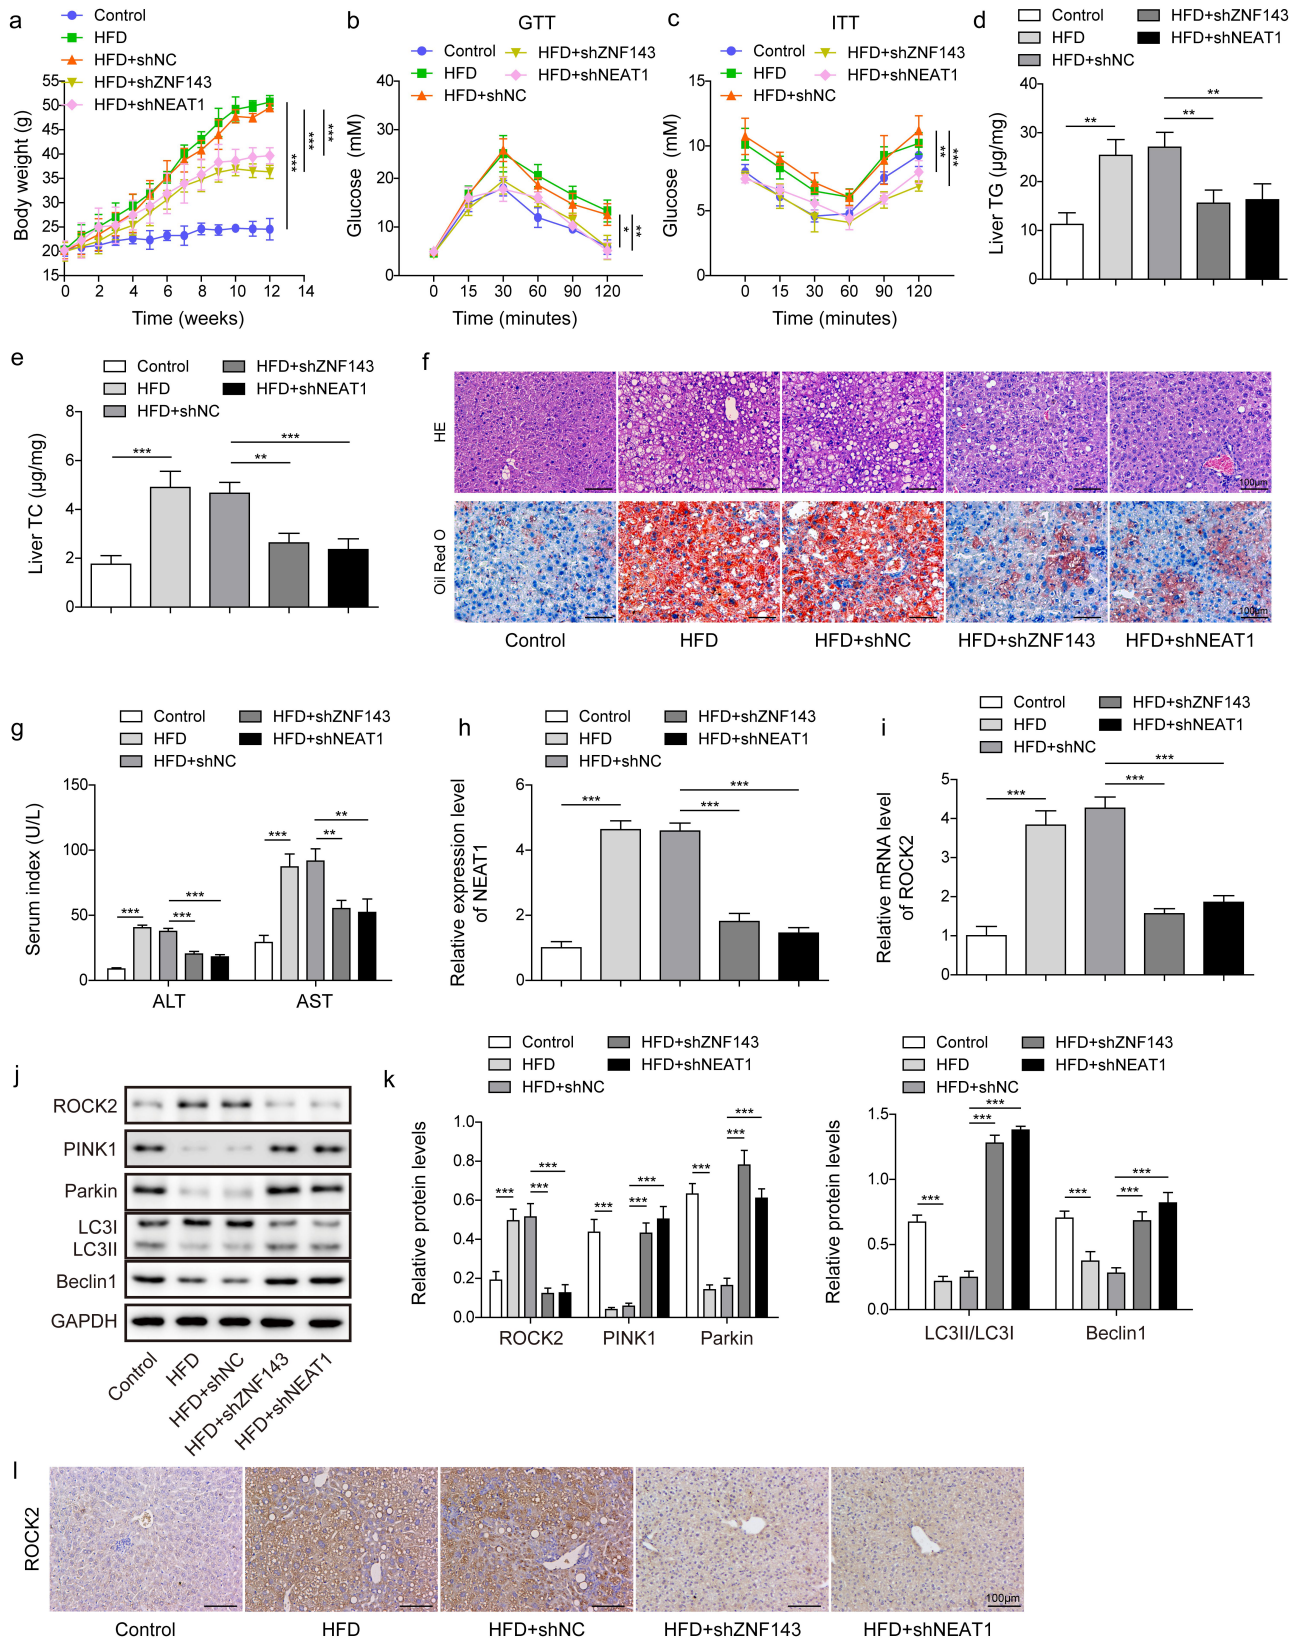 a
Control
HFD
HFD+shNC
HFD+shZNF143
HFD+shNEAT1
Body weight (g)
55
50
45
40
35
30
25
20
15
0 2 4 6 8 10 12 14
Time (weeks)
***
***
***
b
GTT
Control
HFD
HFD+shNC
HFD+shZNF143
HFD+shNEAT1
Glucose (mM)
40
30
20
10
0
0 15 30 60 90 120
Time (minutes)
*
**
c
ITT
Control
HFD
HFD+shNC
HFD+shZNF143
HFD+shNEAT1
Glucose (mM)
15
10
5
0
0 15 30 60 90 120
Time (minutes)
**
***
d
Control
HFD
HFD+shNC
HFD+shZNF143
HFD+shNEAT1
Liver TG (μg/mg)
40
30
20
10
0
**
**
**
e
Control
HFD
HFD+shNC
HFD+shZNF143
HFD+shNEAT1
Liver TC (μg/mg)
8
6
4
2
0
***
**
***
f
HE
100μm
Oil Red O
100μm
Control HFD HFD+shNC HFD+shZNF143 HFD+shNEAT1
g
Control
HFD
HFD+shNC
HFD+shZNF143
HFD+shNEAT1
Serum index (U/L)
150
100
50
0
*** *** ***
*** ** **
ALT AST
h
Control
HFD
HFD+shNC
HFD+shZNF143
HFD+shNEAT1
Relative expression level
of NEAT1
6
4
2
0
***
***
***
i
Control
HFD
HFD+shNC
HFD+shZNF143
HFD+shNEAT1
Relative mRNA level
of ROCK2
5
4
3
2
1
0
***
***
***
j
ROCK2
PINK1
Parkin
LC3I
LC3II
Beclin1
GAPDH
Control
HFD
HFD+shNC
HFD+shZNF143
HFD+shNEAT1
k
Control
HFD
HFD+shNC
HFD+shZNF143
HFD+shNEAT1
Relative protein levels
1.0
0.8
0.6
0.4
0.2
0.0
*** *** ***
*** *** ***
*** *** ***
ROCK2 PINK1 Parkin
Control
HFD
HFD+shNC
HFD+shZNF143
HFD+shNEAT1
Relative protein levels
1.5
1.0
0.5
0.0
*** *** ***
*** *** ***
LC3II/LC3I Beclin1
l
ROCK2
100μm
Control HFD HFD+shNC HFD+shZNF143 HFD+shNEAT1